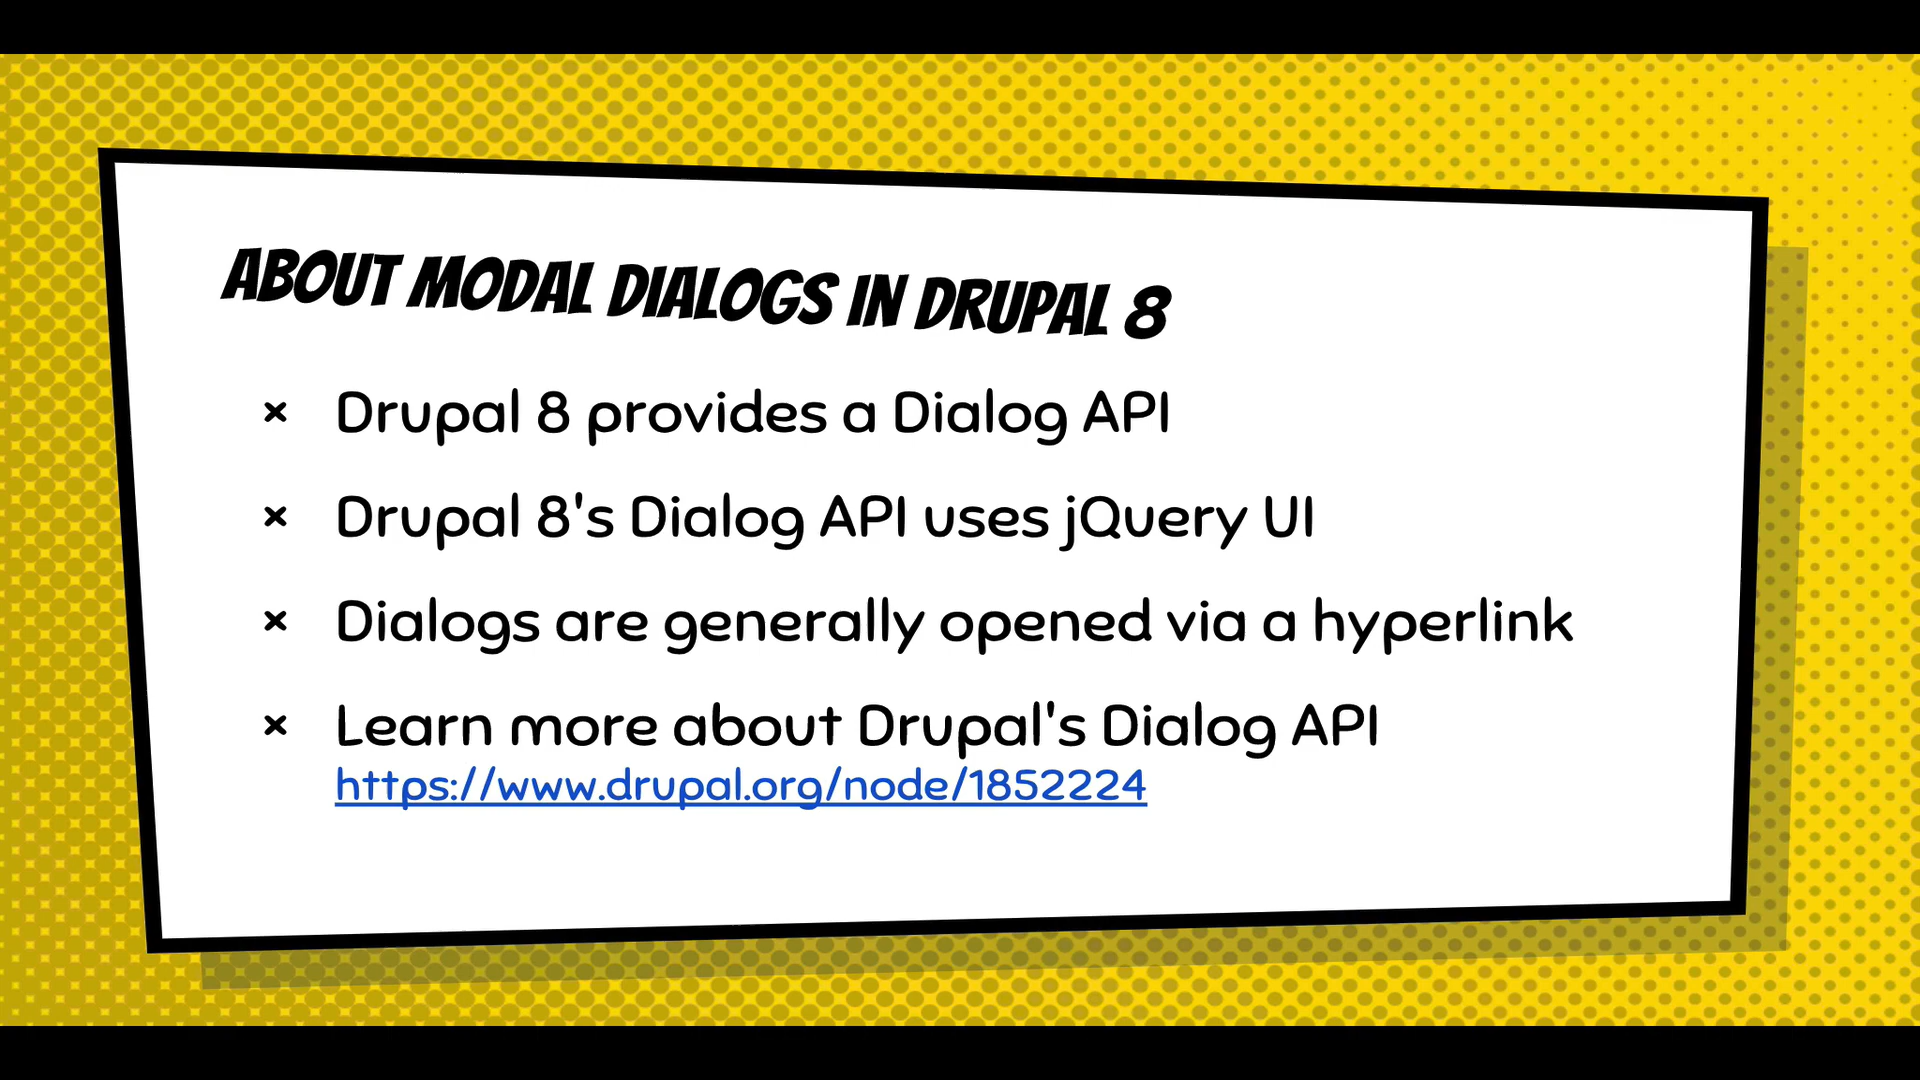 ABOUT MODAL DIALOGS IN DRUPAL 8
× Drupal 8 provides a Dialog API
× Drupal 8's Dialog API uses jQuery UI
× Dialogs are generally opened via a hyperlink
× Learn more about Drupal's Dialog API
https://www.drupal.org/node/1852224